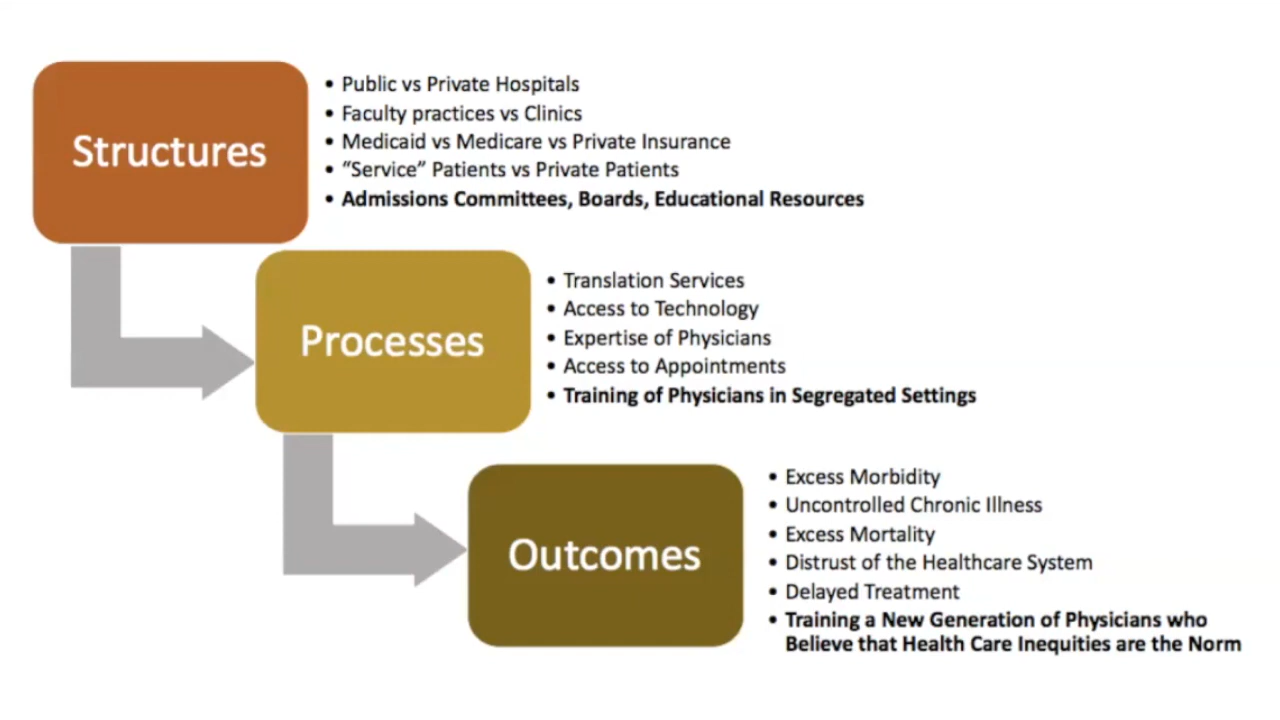 Structures
• Public vs Private Hospitals
• Faculty practices vs Clinics
• Medicaid vs Medicare vs Private Insurance
• “Service” Patients vs Private Patients
• Admissions Committees, Boards, Educational Resources
Processes
• Translation Services
• Access to Technology
• Expertise of Physicians
• Access to Appointments
• Training of Physicians in Segregated Settings
Outcomes
• Excess Morbidity
• Uncontrolled Chronic Illness
• Excess Mortality
• Distrust of the Healthcare System
• Delayed Treatment
• Training a New Generation of Physicians who
Believe that Health Care Inequities are the Norm